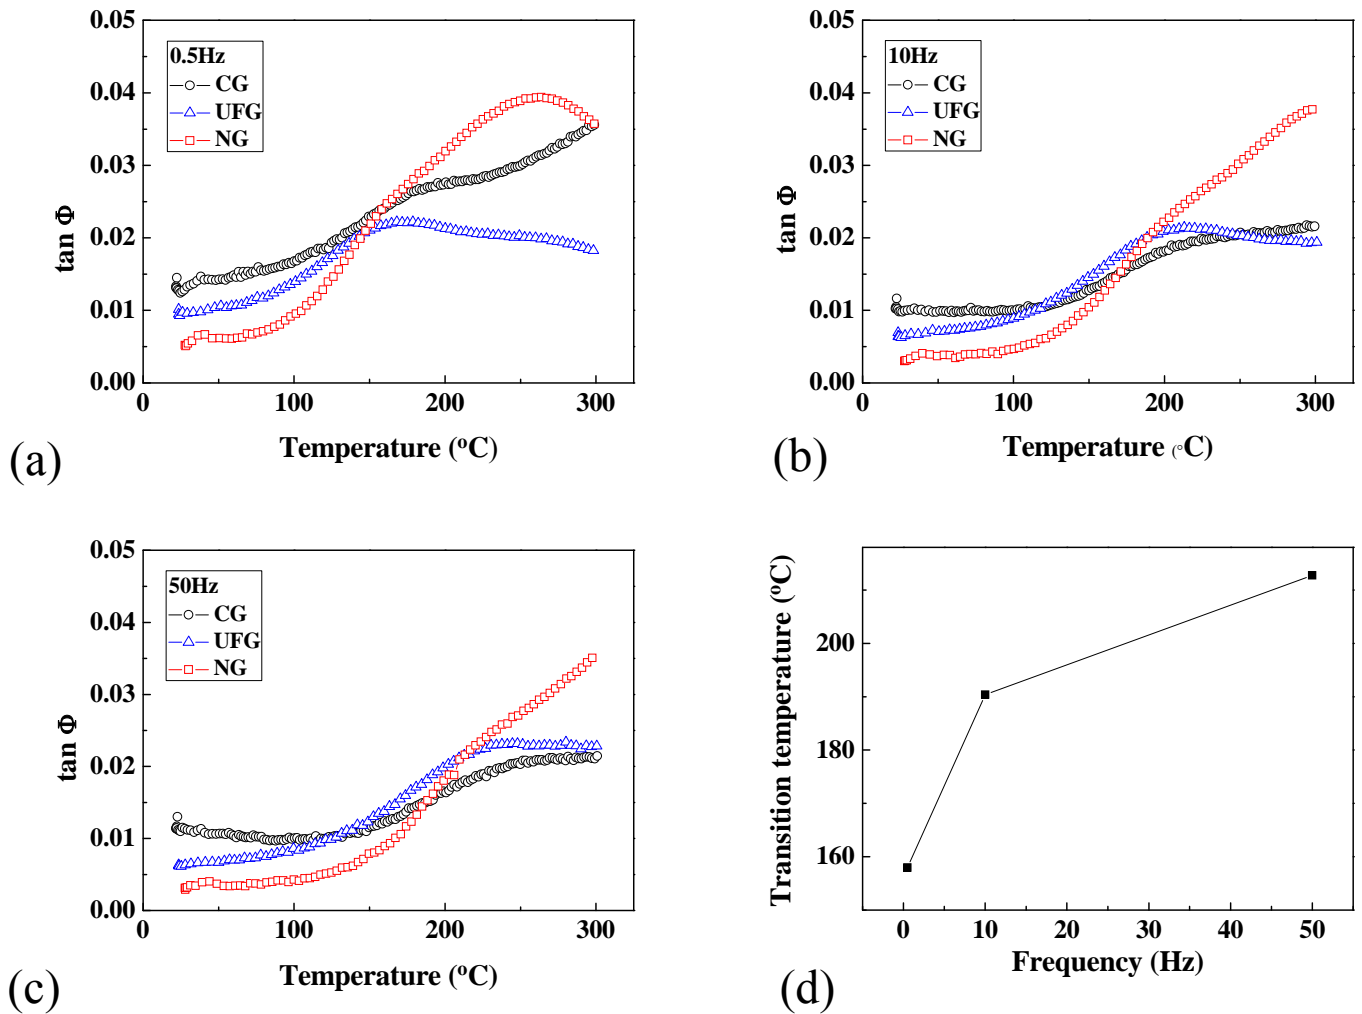 0.05
0.04
0.03
0.02
0.01
0.00
tan Φ
0.5Hz
CG
UFG
NG
0
100
200
300
Temperature (ºC)
(a)
0.05
0.04
0.03
0.02
0.01
0.00
tan Φ
10Hz
CG
UFG
NG
0
100
200
300
Temperature (°C)
(b)
0.05
0.04
0.03
0.02
0.01
0.00
tan Φ
50Hz
CG
UFG
NG
0
100
200
300
Temperature (ºC)
(c)
200
180
160
Transition temperature (ºC)
0
10
20
30
40
50
Frequency (Hz)
(d)